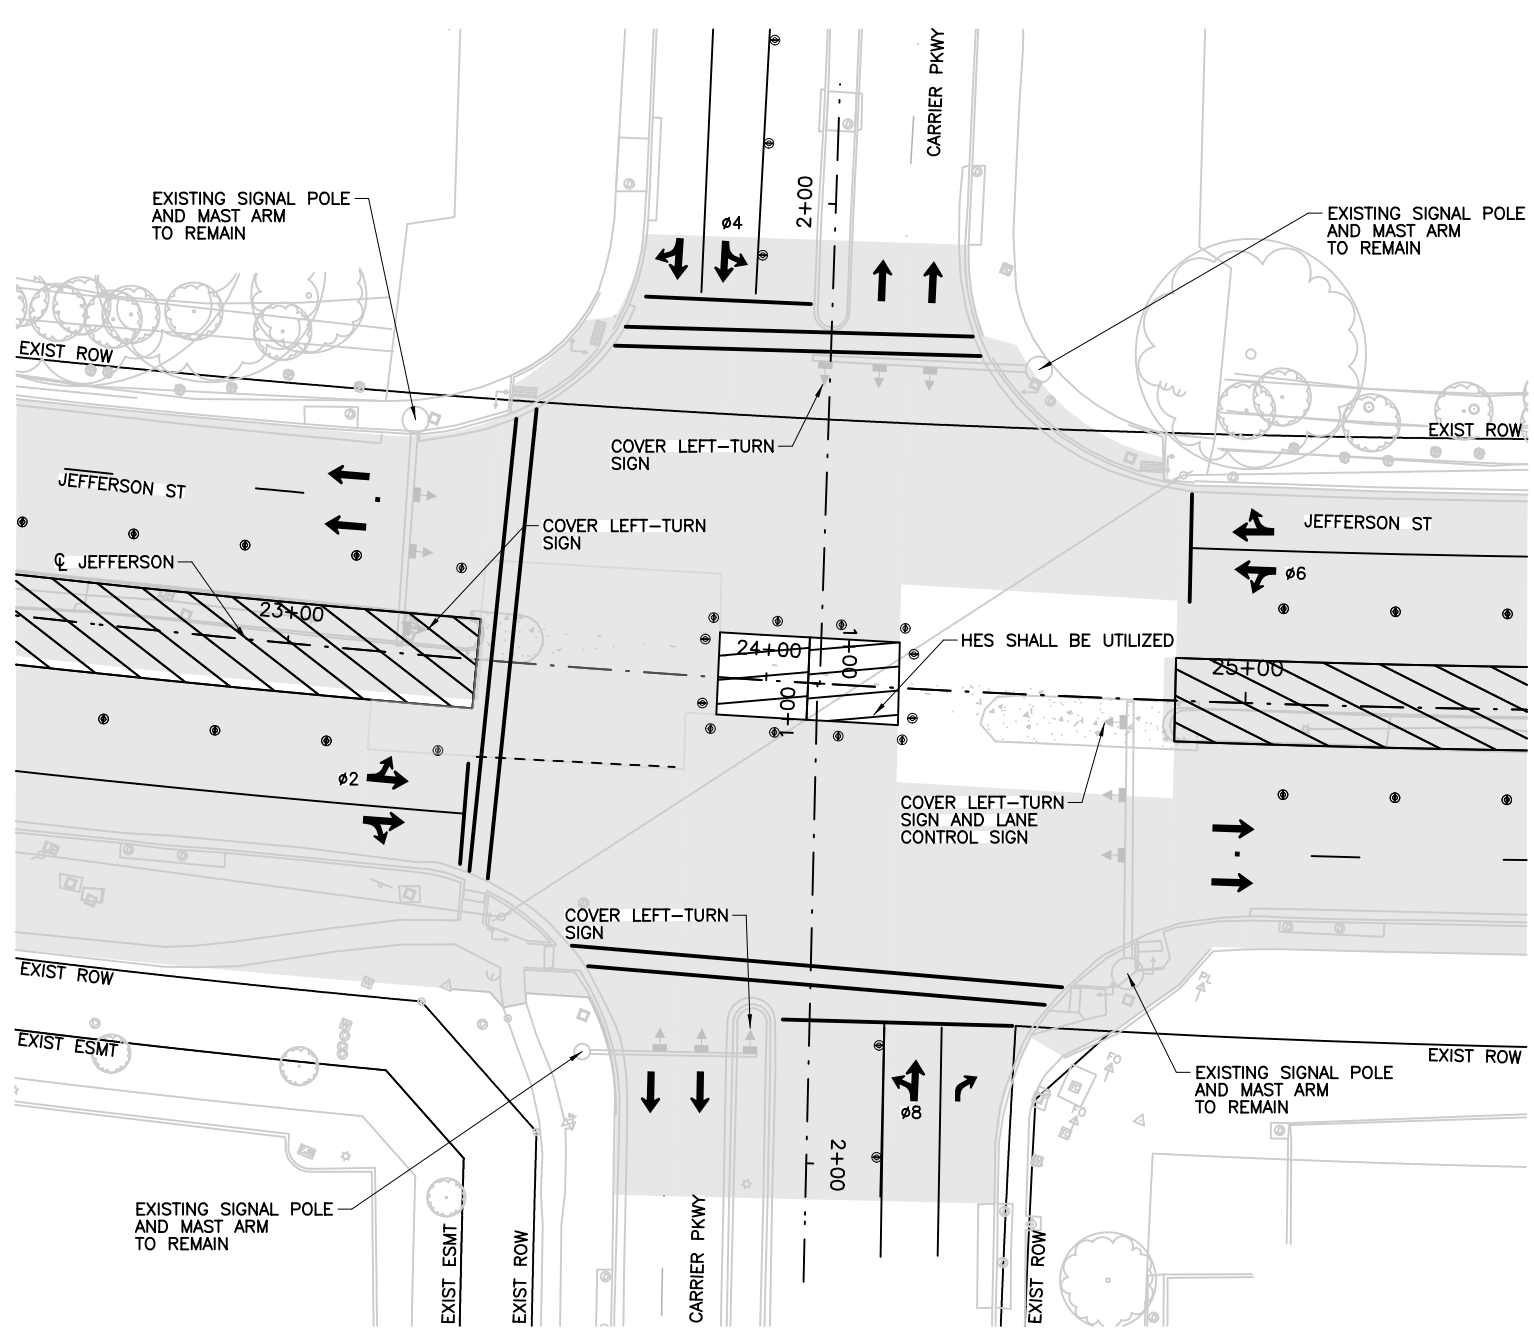 CARRIER PKWY
2+00
EXISTING SIGNAL POLE
AND MAST ARM
TO REMAIN
ø4
EXISTING SIGNAL POLE
AND MAST ARM
TO REMAIN
EXIST ROW
EXIST ROW
COVER LEFT-TURN
SIGN
JEFFERSON ST
COVER LEFT-TURN
SIGN
JEFFERSON ST
℄ JEFFERSON
ø6
23+00
24+00
1+00
HES SHALL BE UTILIZED
25+00
1+00
ø2
COVER LEFT-TURN
SIGN AND LANE
CONTROL SIGN
COVER LEFT-TURN
SIGN
EXIST ROW
PL
EXIST ESMT
EXIST ROW
FO
EXISTING SIGNAL POLE
AND MAST ARM
TO REMAIN
FO
ø8
2+00
EXISTING SIGNAL POLE
AND MAST ARM
TO REMAIN
EXIST ESMT
EXIST ROW
CARRIER PKWY
EXIST ROW